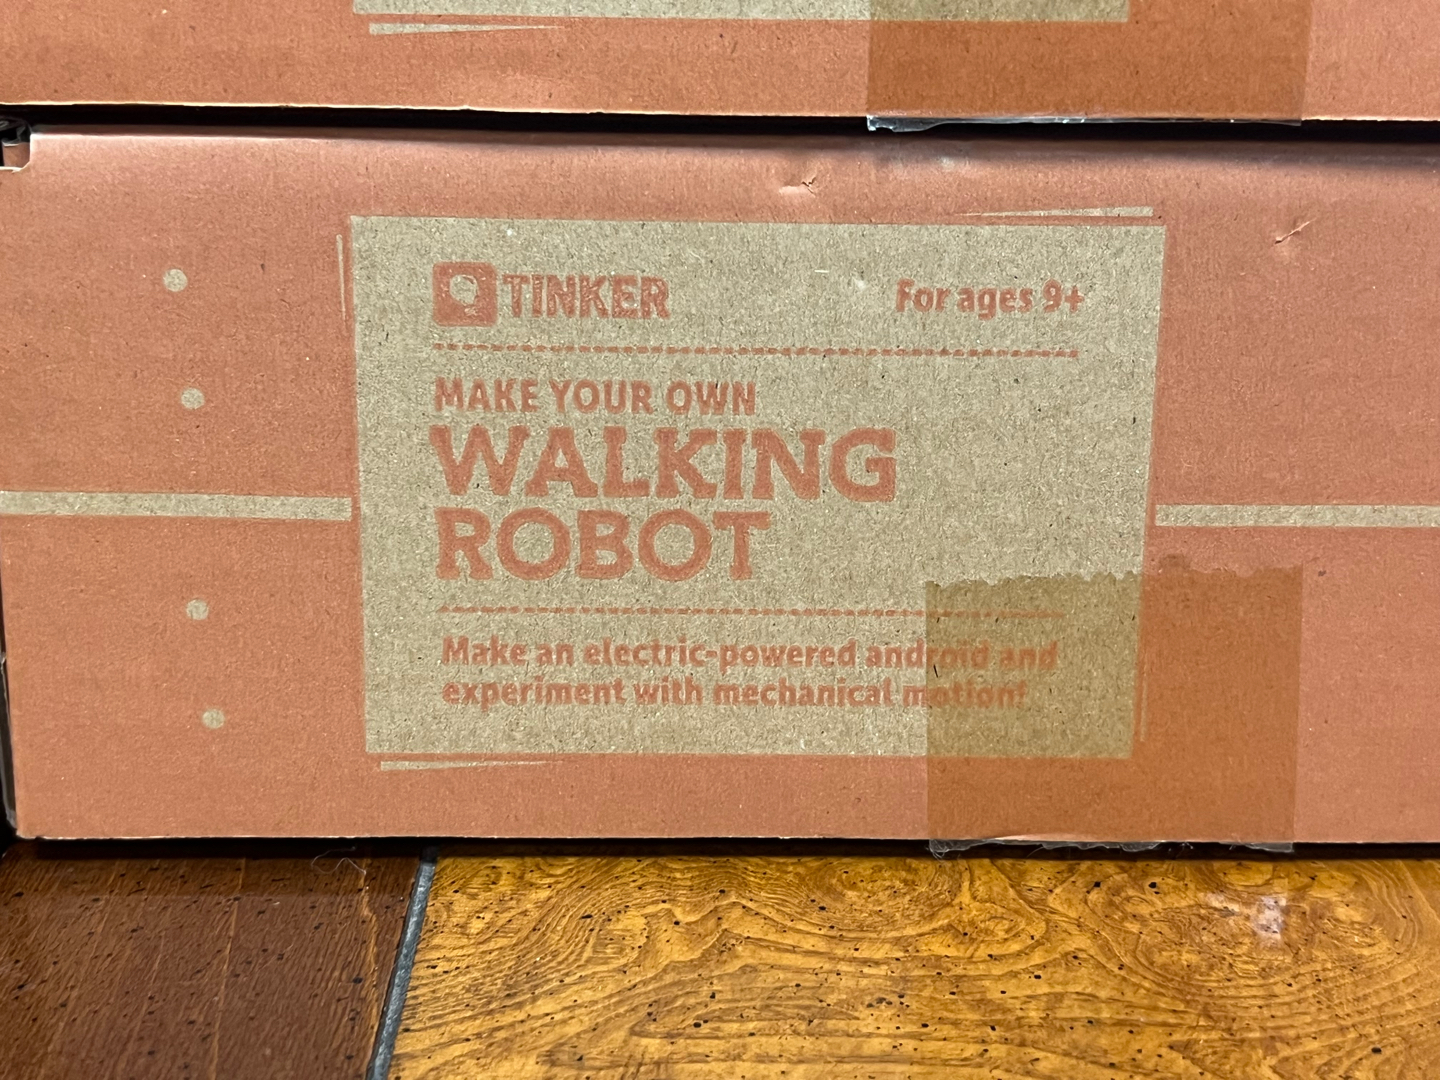 TINKER
For ages 9+
MAKE YOUR OWN
WALKING
ROBOT
Make an electric-powered android and
experiment with mechanical motion!